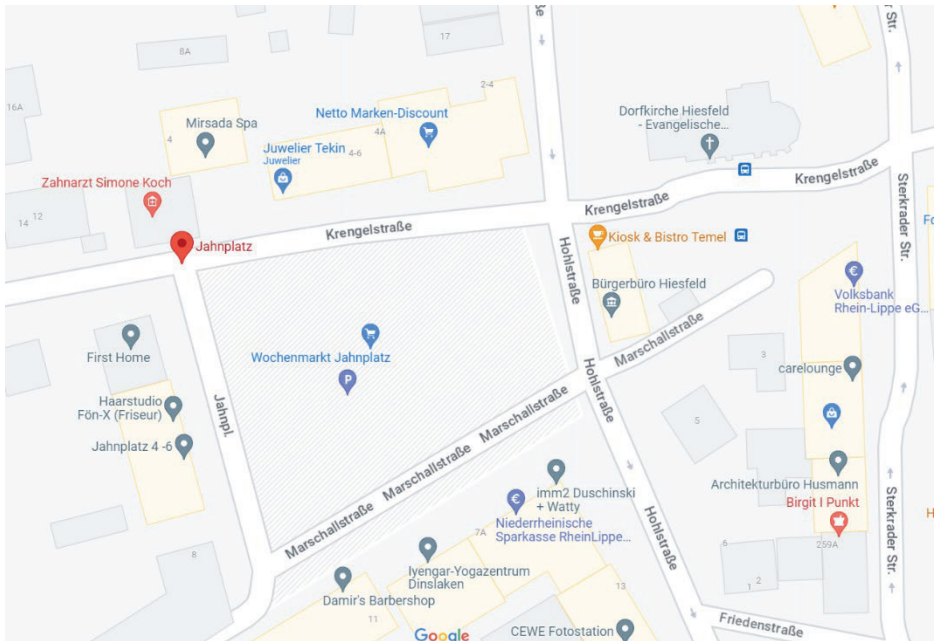 8A
17
aße
Str.
16A
2-4
Mirsada Spa
4
Netto Marken-Discount
4A
Dorfkirche Hiesfeld
- Evangelische...
Juwelier Tekin
Juwelier
4-6
Zahnarzt Simone Koch
14
12
Krengelstraße
Krengelstraße
Krengelstraße
Sterkrader Str.
Fo
Jahnplatz
Kiosk & Bistro Temel
Hohlstraße
Bürgerbüro Hiesfeld
Volksbank
Rhein-Lippe eG...
Marschallstraße
First Home
Wochenmarkt Jahnplatz
3
carelounge
Hohlstraße
Haarstudio
Fön-X (Friseur)
Jahnpl.
Jahnplatz 4 -6
5
Marschallstraße
Marschallstraße
Marschallstraße
Architekturbüro Husmann
imm2 Duschinski
+ Watty
Birgit I Punkt
H
Niederrheinische
Sparkasse RheinLippe...
7A
Hohlstraße
Sterkrader Str.
8
6
259A
Iyengar-Yogazentrum
Dinslaken
1
2
13
Damir's Barbershop
11
Friedenstraße
Google
CEWE Fotostation